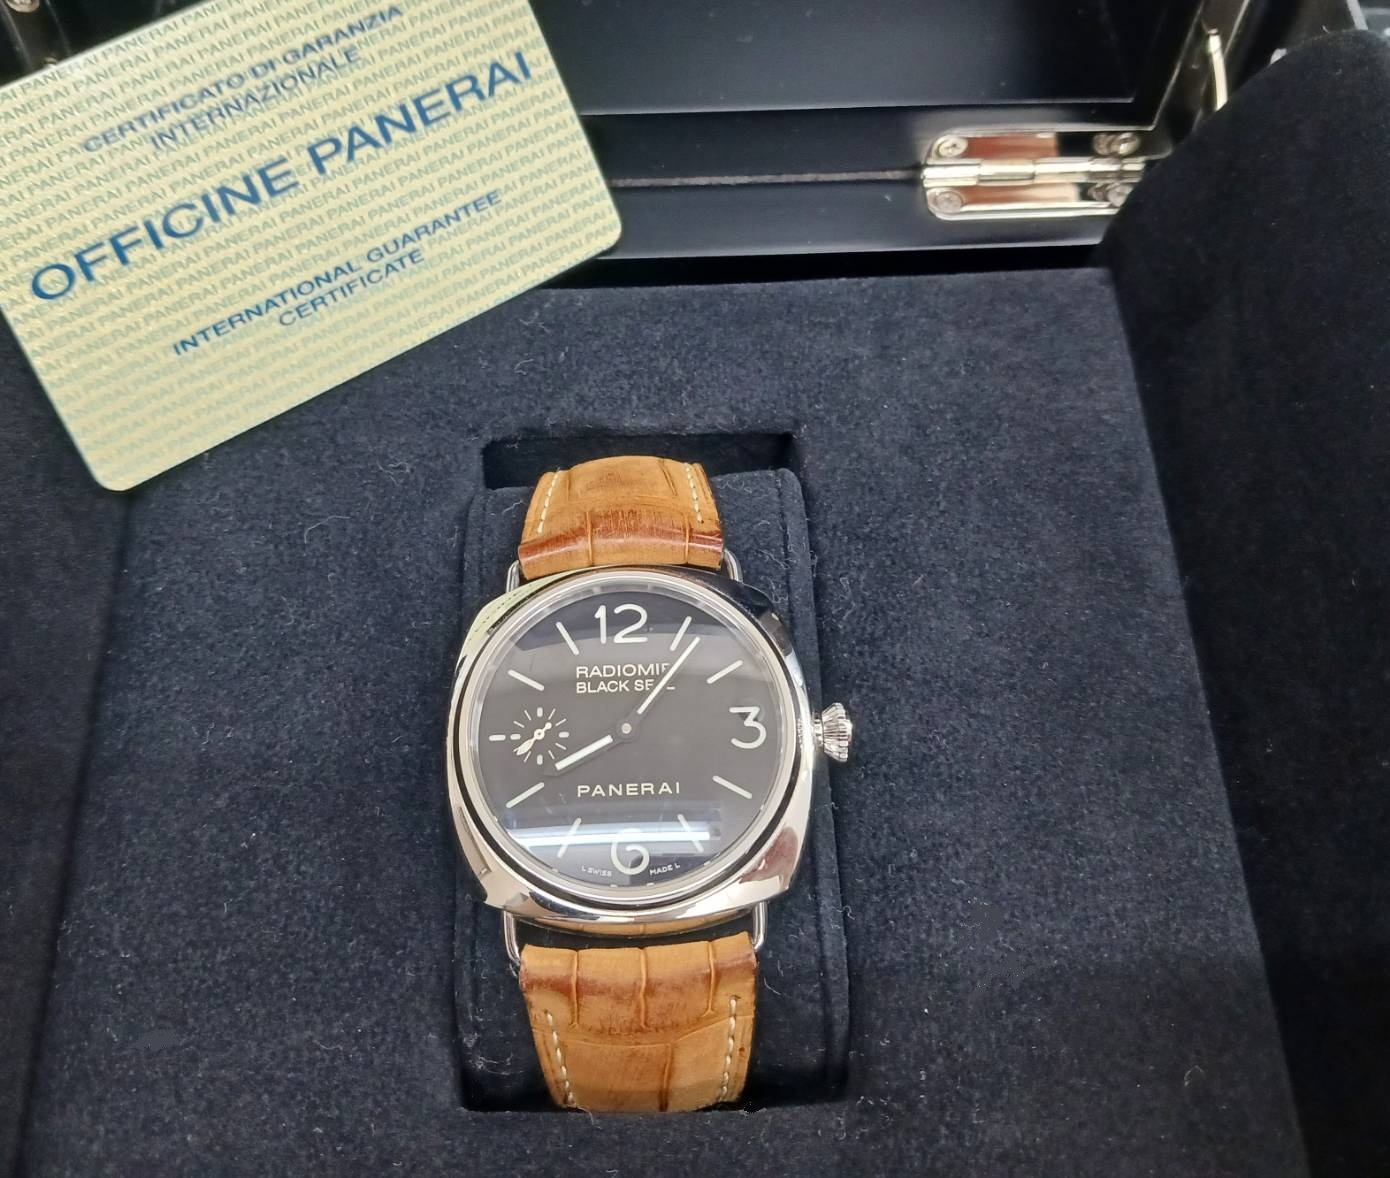 CERTIFICATO DI GARANZIA
INTERNAZIONALE
OFFICINE PANERAI
INTERNATIONAL GUARANTEE
CERTIFICATE
12
RADIOMIR
BLACK SEAL
3
PANERAI
6
L SWISS MADE L